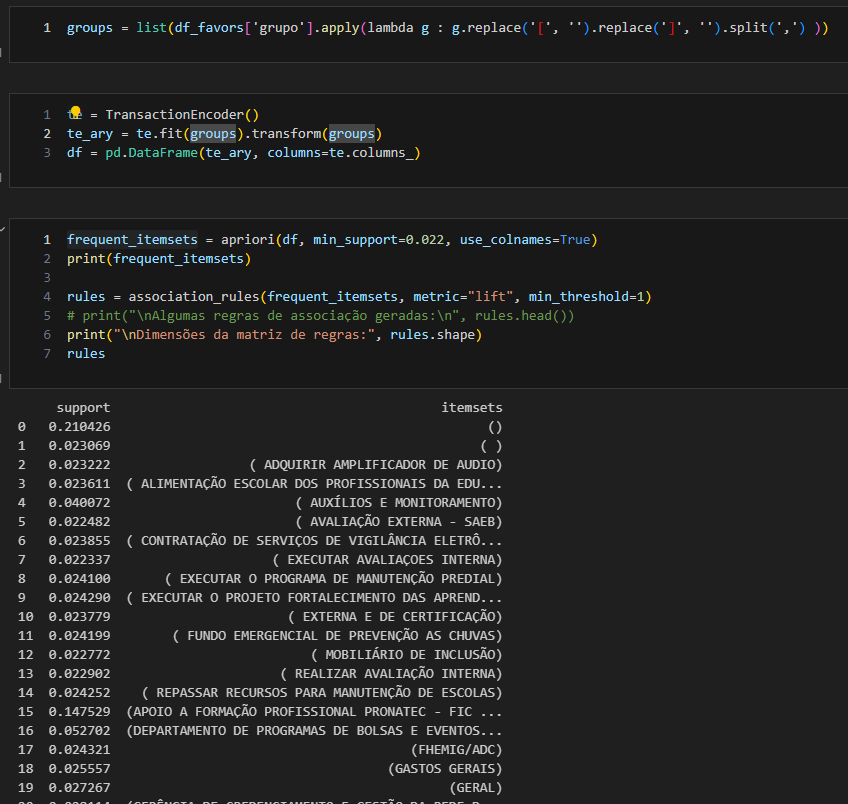 1 groups = list(df_favors['grupo'].apply(lambda g : g.replace('[', '').replace(']', '').split(',') ))
1 te = TransactionEncoder()
2 te_ary = te.fit(groups).transform(groups)
3 df = pd.DataFrame(te_ary, columns=te.columns_)
1 frequent_itemsets = apriori(df, min_support=0.022, use_colnames=True)
2 print(frequent_itemsets)
3
4 rules = association_rules(frequent_itemsets, metric="lift", min_threshold=1)
5 # print("\nAlgumas regras de associação geradas:\n", rules.head())
6 print("\nDimensões da matriz de regras:", rules.shape)
7 rules
support itemsets
0 0.210426 ()
1 0.023069 ( )
2 0.023222 ( ADQUIRIR AMPLIFICADOR DE AUDIO)
3 0.023611 ( ALIMENTAÇÃO ESCOLAR DOS PROFISSIONAIS DA EDU...
4 0.040072 ( AUXÍLIOS E MONITORAMENTO)
5 0.022482 ( AVALIAÇÃO EXTERNA - SAEB)
6 0.023855 ( CONTRATAÇÃO DE SERVIÇOS DE VIGILÂNCIA ELETRÔ...
7 0.022337 ( EXECUTAR AVALIAÇOES INTERNA)
8 0.024100 ( EXECUTAR O PROGRAMA DE MANUTENÇÃO PREDIAL)
9 0.024290 ( EXECUTAR O PROJETO FORTALECIMENTO DAS APREND...
10 0.023779 ( EXTERNA E DE CERTIFICAÇÃO)
11 0.024199 ( FUNDO EMERGENCIAL DE PREVENÇÃO AS CHUVAS)
12 0.022772 ( MOBILIÁRIO DE INCLUSÃO)
13 0.022902 ( REALIZAR AVALIAÇÃO INTERNA)
14 0.024252 ( REPASSAR RECURSOS PARA MANUTENÇÃO DE ESCOLAS)
15 0.147529 (APOIO A FORMAÇÃO PROFISSIONAL PRONATEC - FIC ...
16 0.052702 (DEPARTAMENTO DE PROGRAMAS DE BOLSAS E EVENTOS...
17 0.024321 (FHEMIG/ADC)
18 0.025557 (GASTOS GERAIS)
19 0.027267 (GERAL)